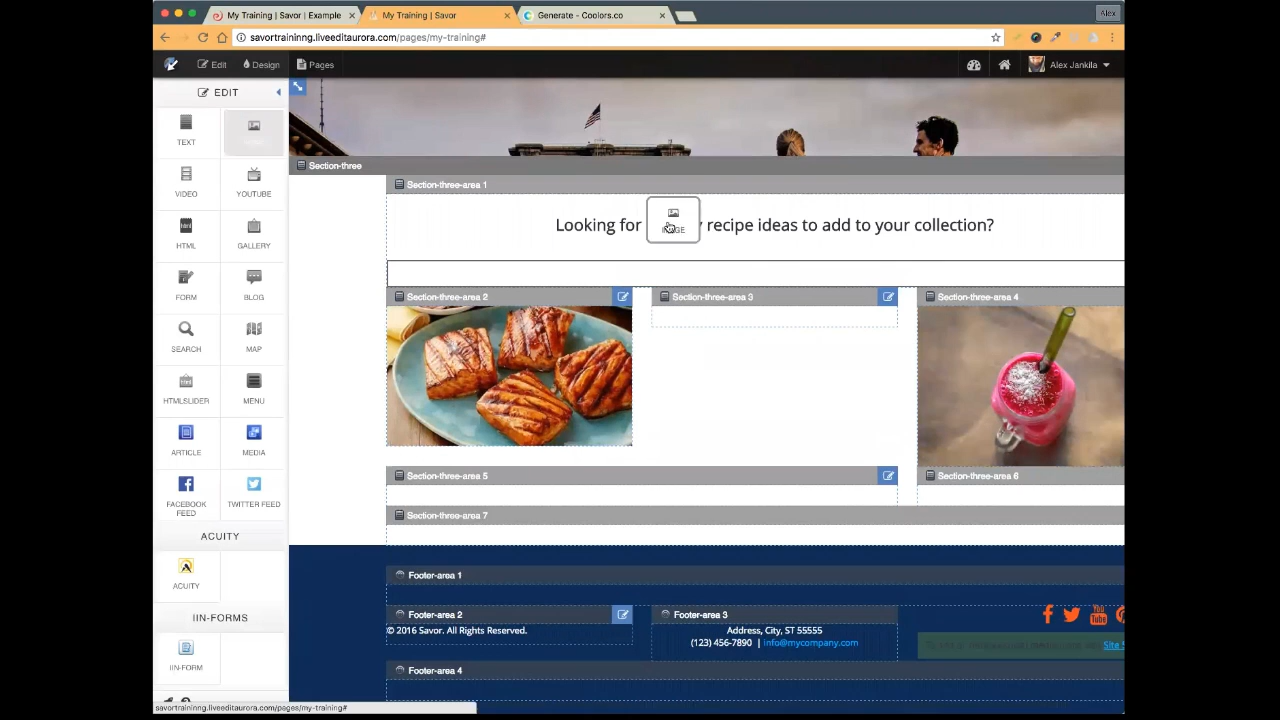 My Training | Savor | Example
My Training | Savor
Generate - Coolors.co
Alex
savortraininng.liveeditaurora.com/pages/my-training#
Edit
Design
Pages
Alex Jankila
EDIT
TEXT
VIDEO
YOUTUBE
HTML
GALLERY
FORM
BLOG
SEARCH
MAP
HTMLSLIDER
MENU
ARTICLE
MEDIA
FACEBOOK FEED
TWITTER FEED
ACUITY
ACUITY
IIN-FORMS
IIN-FORM
Section-three
Section-three-area 1
Looking for
recipe ideas to add to your collection?
IMAGE
Section-three-area 2
Section-three-area 3
Section-three-area 4
Section-three-area 5
Section-three-area 6
Section-three-area 7
Footer-area 1
Footer-area 2
Footer-area 3
© 2016 Savor. All Rights Reserved.
Address, City, ST 55555
(123) 456-7890 | info@mycompany.com
You Tube
Site S
Footer-area 4
savortraininng.liveeditaurora.com/pages/my-training#